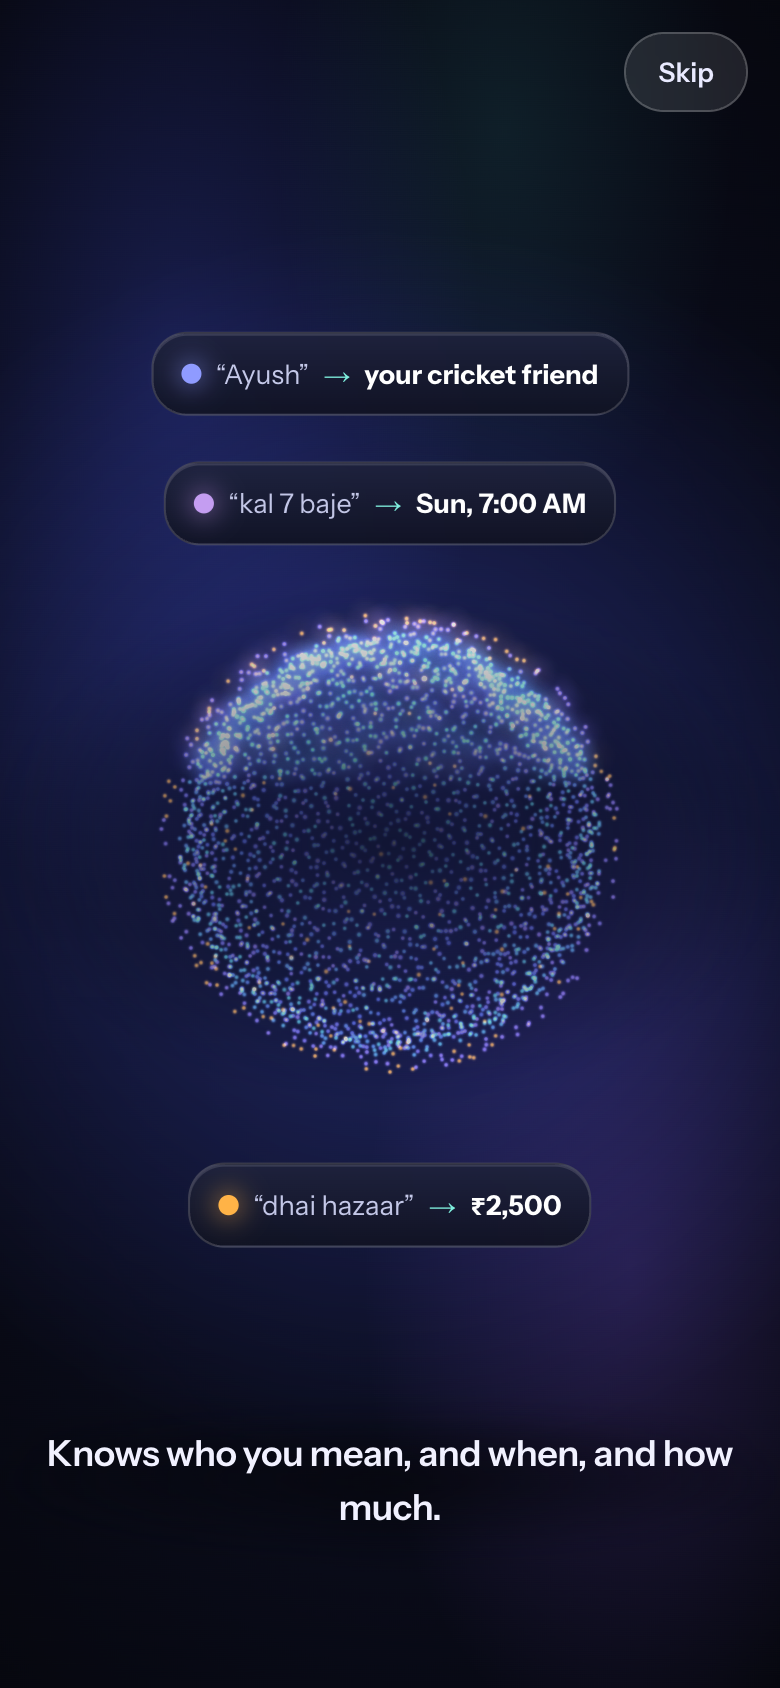 Skip
“Ayush” → your cricket friend
“kal 7 baje” → Sun, 7:00 AM
“dhai hazaar” → ₹2,500
Knows who you mean, and when, and how
much.